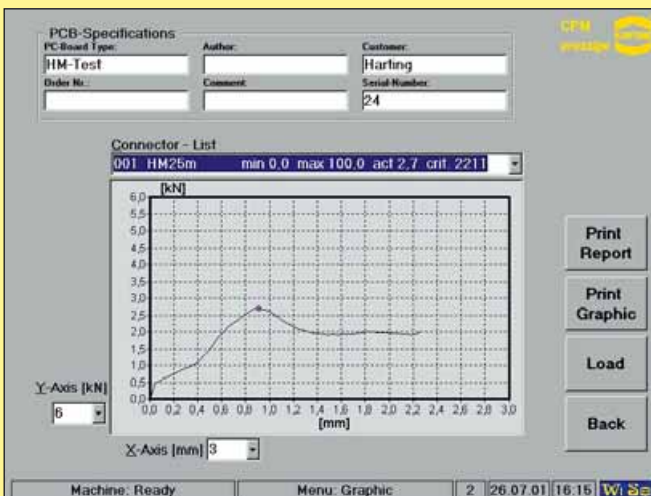 PCB-Specifications
PC-Board Type: Author: Customer:
HM-Test Harting
Order Nr.: Comment: Serial-Number:
24
CPM
prestige HARTING
Connector - List
001 HM25m min 0,0 max 100,0 act 2,7 crit. 2211
[kN]
6,0
5,5
5,0
4,5
4,0
3,5
3,0
2,5
2,0
1,5
1,0
0,5
0,0
0,0 0,2 0,4 0,6 0,8 1,0 1,2 1,4 1,6 1,8 2,0 2,2 2,4 2,6 2,8 3,0
[mm]
Y-Axis [kN]
6
X-Axis [mm] 3
Print
Report
Print
Graphic
Load
Back
Machine: Ready Menu: Graphic 2 26.07.01 16:15